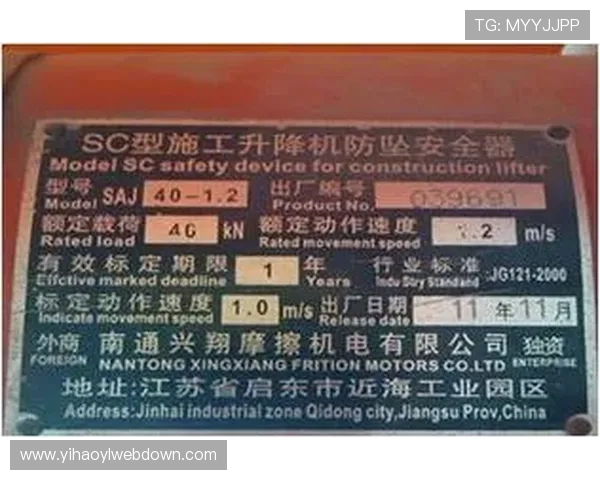 TG: MYYJJPP
SC型施工升降机防坠安全器
Model SC safety device for construction lifter
型号 SAJ 40-1.2 出厂编号 039691
Model Product No.
额定载荷 40 kN 额定动作速度 1.2 m/s
Rated load Rated movement speed
有效标定期限 1 年 行业标准 JG121-2000
Effctive marked deadline Years Indu Stry Standand
标定动作速度 1.0 m/s 出厂日期 11 年 11 月
Indicate movement speed Release date
外商 南通兴翔摩擦机电有限公司 独资
FOREIGN NANTONG XINGXIANG FRITION MOTORS CO.LTD ENTERPRISE
地址:江苏省启东市近海工业园区
Address:Jinhai industrial zone Qidong city,Jiangsu Prov,China
www.yihaoylwebdown.com